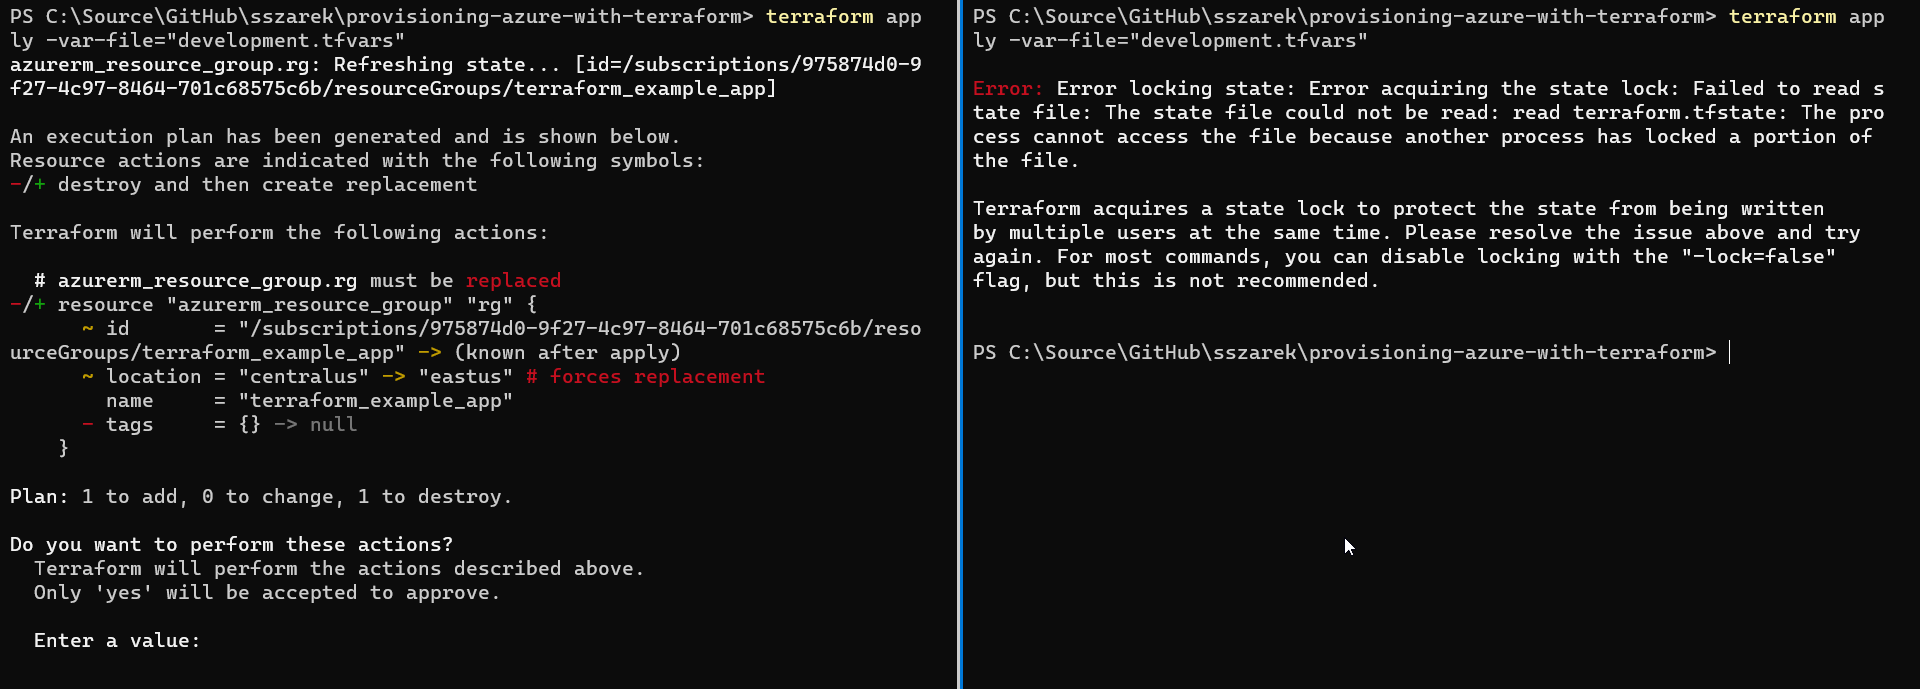 PS C:\Source\GitHub\sszarek\provisioning-azure-with-terraform> terraform app
ly -var-file="development.tfvars"
azurerm_resource_group.rg: Refreshing state... [id=/subscriptions/975874d0-9
f27-4c97-8464-701c68575c6b/resourceGroups/terraform_example_app]

An execution plan has been generated and is shown below.
Resource actions are indicated with the following symbols:
-/+ destroy and then create replacement

Terraform will perform the following actions:

  # azurerm_resource_group.rg must be replaced
-/+ resource "azurerm_resource_group" "rg" {
      ~ id       = "/subscriptions/975874d0-9f27-4c97-8464-701c68575c6b/reso
urceGroups/terraform_example_app" -> (known after apply)
      ~ location = "centralus" -> "eastus" # forces replacement
        name     = "terraform_example_app"
      - tags     = {} -> null
    }

Plan: 1 to add, 0 to change, 1 to destroy.

Do you want to perform these actions?
  Terraform will perform the actions described above.
  Only 'yes' will be accepted to approve.

  Enter a value:

PS C:\Source\GitHub\sszarek\provisioning-azure-with-terraform> terraform app
ly -var-file="development.tfvars"

Error: Error locking state: Error acquiring the state lock: Failed to read s
tate file: The state file could not be read: read terraform.tfstate: The pro
cess cannot access the file because another process has locked a portion of
the file.

Terraform acquires a state lock to protect the state from being written
by multiple users at the same time. Please resolve the issue above and try
again. For most commands, you can disable locking with the "-lock=false"
flag, but this is not recommended.

PS C:\Source\GitHub\sszarek\provisioning-azure-with-terraform>